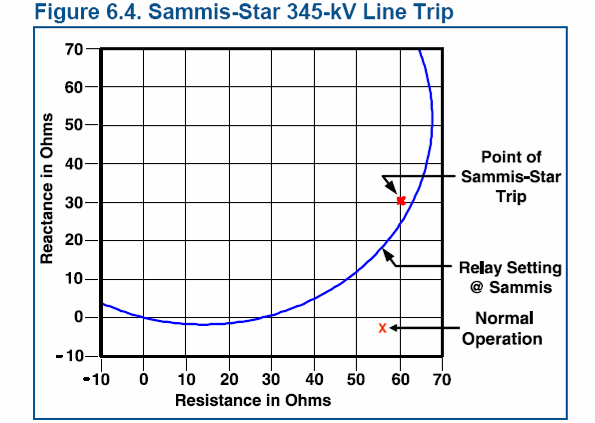 Figure 6.4. Sammis-Star 345-kV Line Trip
70
60
50
40
30
20
10
0
-10
Reactance in Ohms
-10 0 10 20 30 40 50 60 70
Resistance in Ohms
Point of
Sammis-Star
Trip
Relay Setting
@ Sammis
Normal
Operation
x